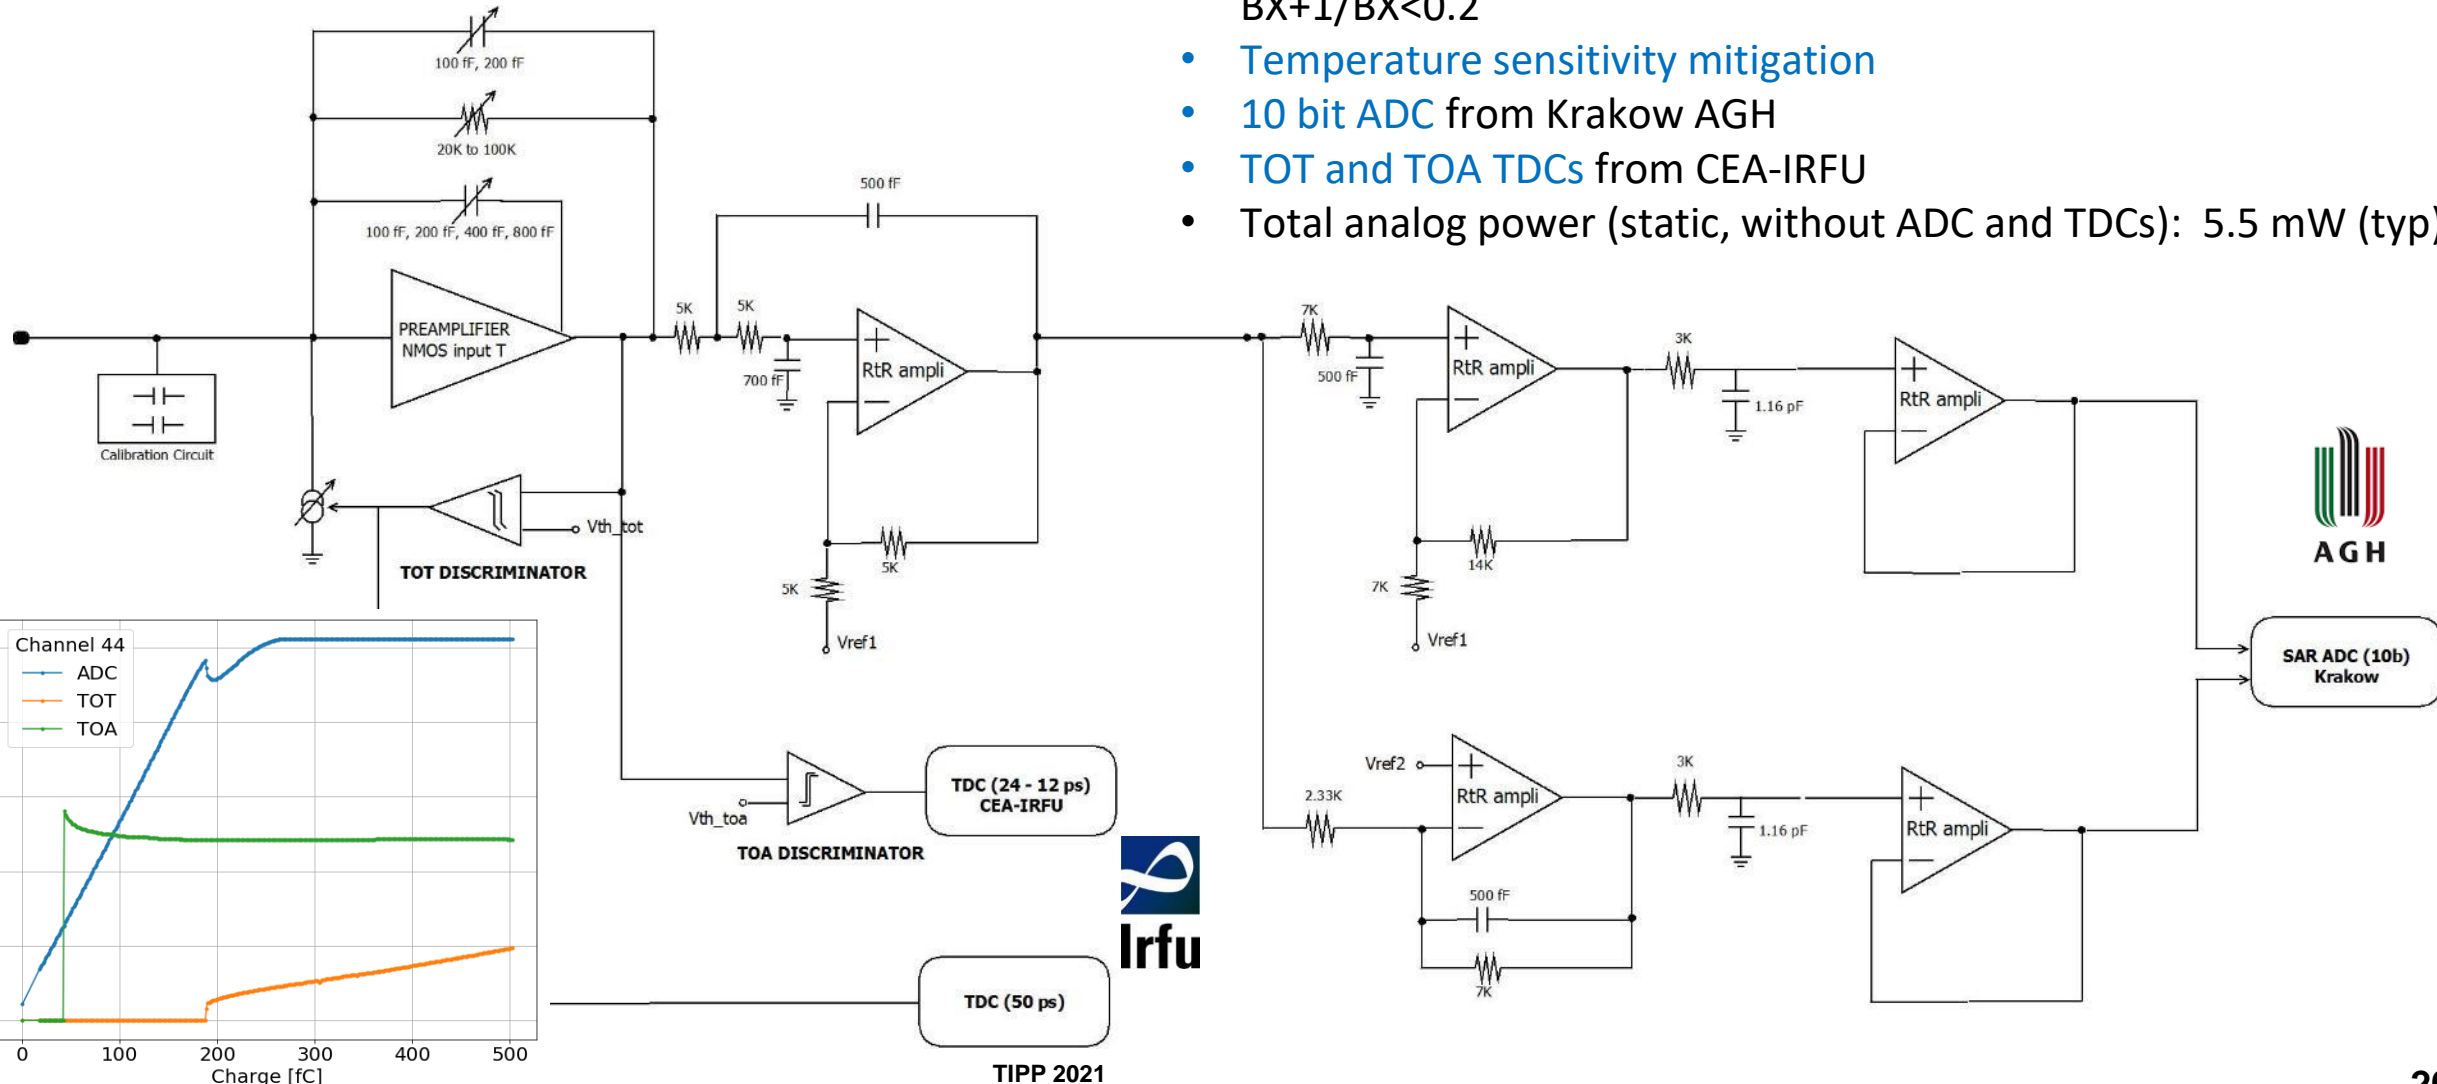 BX+1/BX<0.2
• Temperature sensitivity mitigation
• 10 bit ADC from Krakow AGH
• TOT and TOA TDCs from CEA-IRFU
• Total analog power (static, without ADC and TDCs): 5.5 mW (typ)
100 fF, 200 fF
20K to 100K
100 fF, 200 fF, 400 fF, 800 fF
PREAMPLIFIER
NMOS input T
Calibration Circuit
Vth_tot
TOT DISCRIMINATOR
5K
5K
500 fF
700 fF
RtR ampli
5K
5K
Vref1
7K
500 fF
RtR ampli
14K
7K
Vref1
3K
1.16 pF
RtR ampli
AGH
SAR ADC (10b)
Krakow
Vref2
2.33K
RtR ampli
500 fF
7K
3K
1.16 pF
RtR ampli
Vth_toa
TOA DISCRIMINATOR
TDC (24 - 12 ps)
CEA-IRFU
Irfu
TDC (50 ps)
Channel 44
ADC
TOT
TOA
0 100 200 300 400 500
Charge [fC]
TIPP 2021